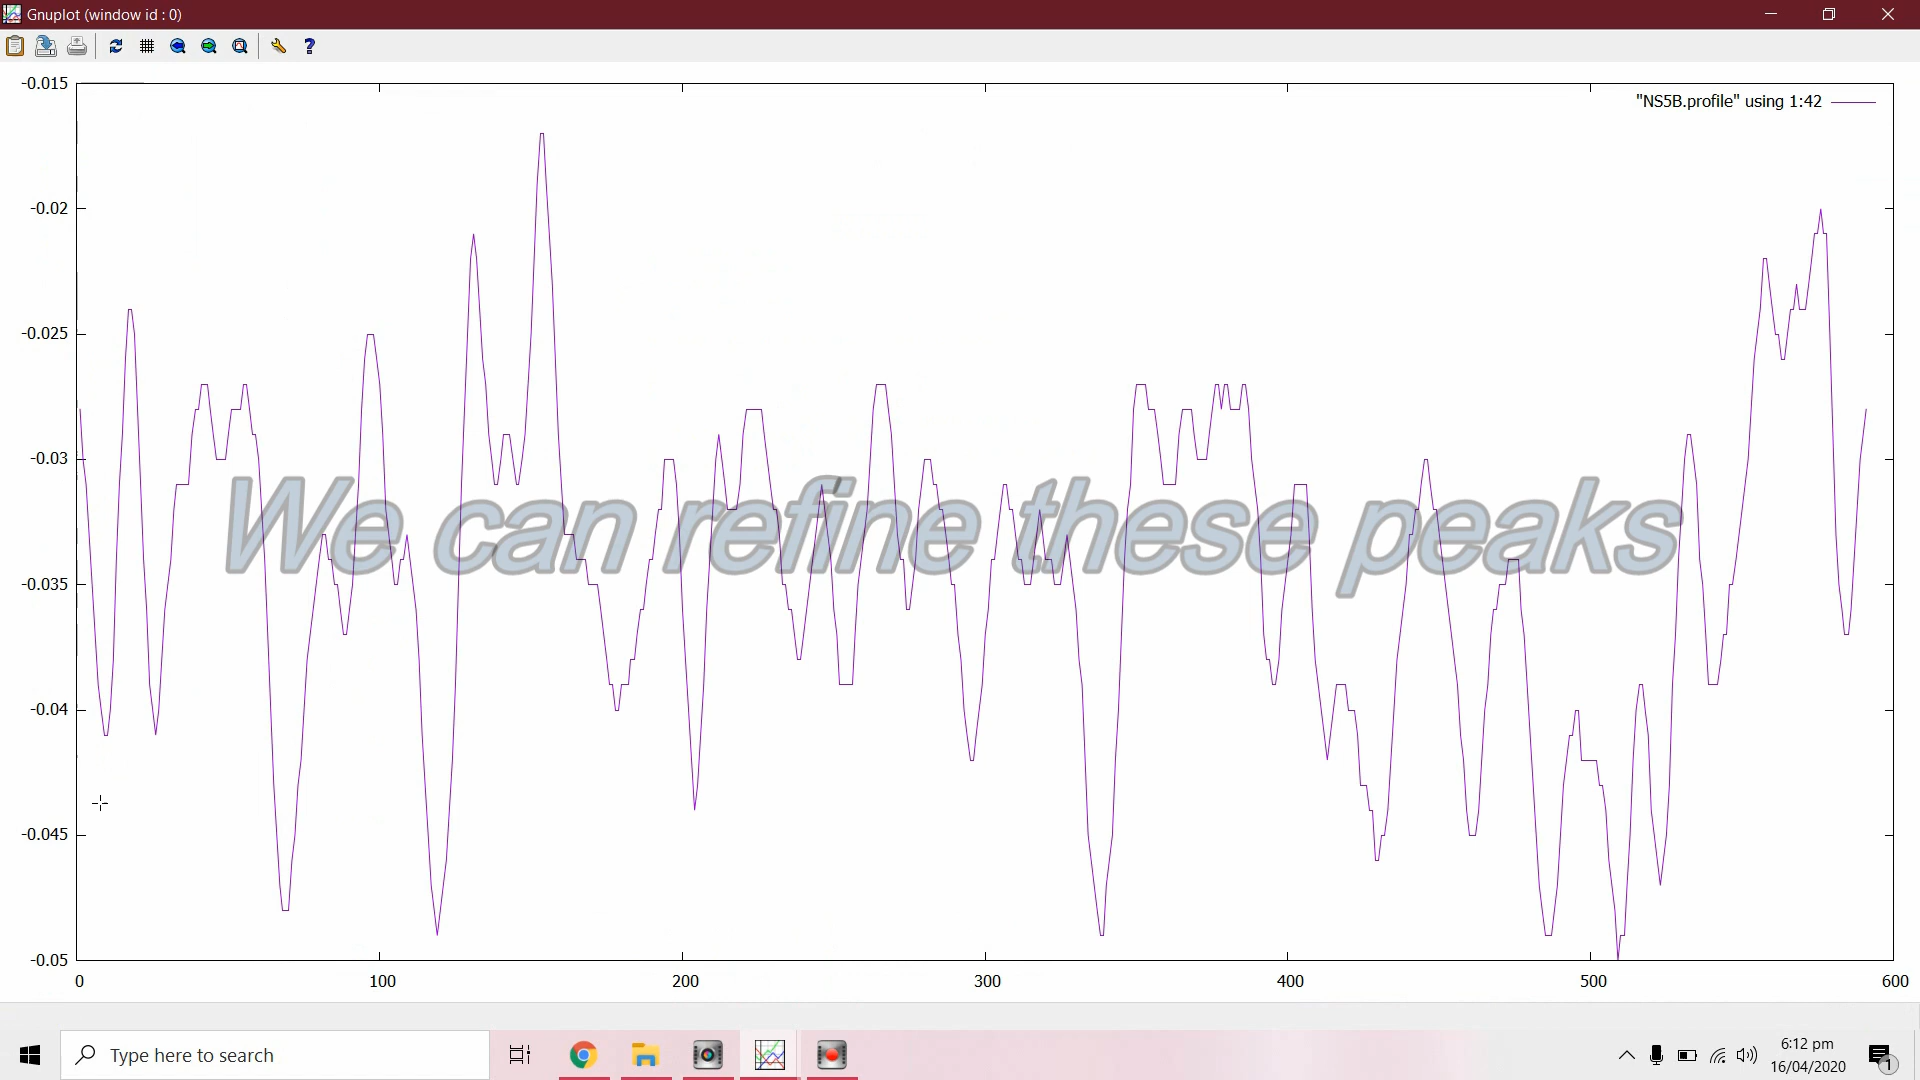 Gnuplot (window id : 0)
-0.015
"NS5B.profile" using 1:42
-0.02
-0.025
-0.03
We can refine these peaks
-0.035
-0.04
-0.045
-0.05
0 100 200 300 400 500 600
Type here to search
6:12 pm
16/04/2020
1